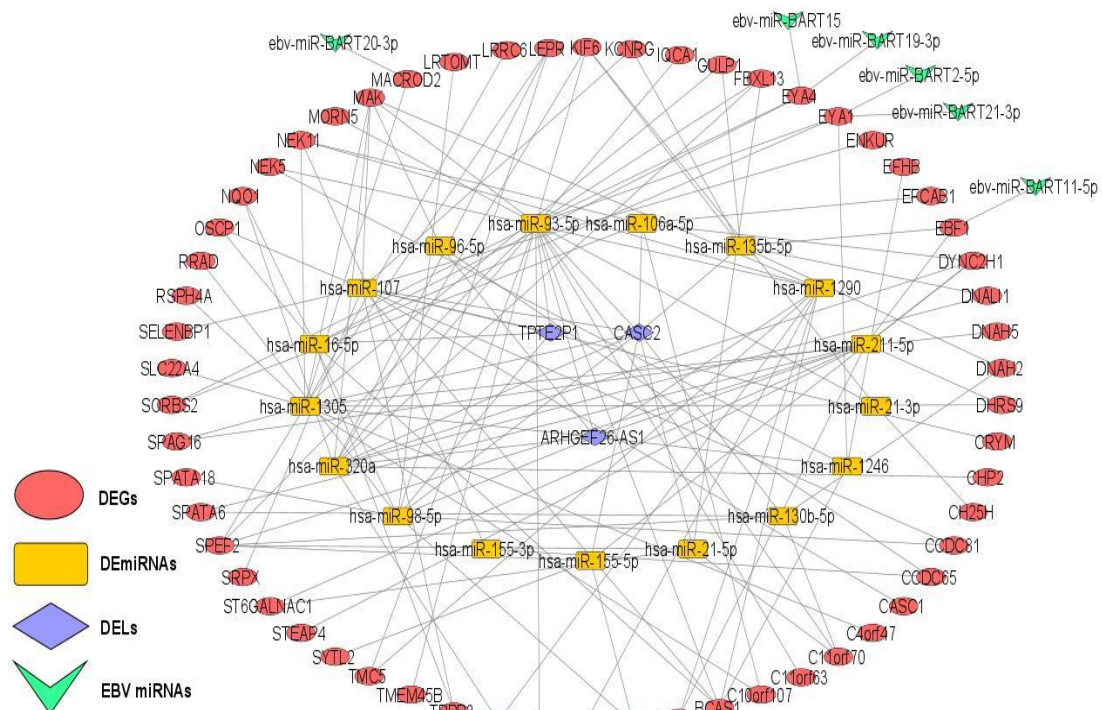 ebv-miR-BART15
ebv-miR-BART20-3p
ebv-miR-BART19-3p
ebv-miR-BART2-5p
ebv-miR-BART21-3p
ebv-miR-BART11-5p
LRTOMT
LRRC6
LEPR
KIF6
KCNRG
IQCA1
GULP1
FBXL13
EYA4
EYA1
ENKUR
EFHB
EFCAB1
EBF1
DYNC2H1
DNALI1
DNAH5
DNAH2
DHRS9
CRYM
CHP2
CH25H
CCDC81
CCDC65
CASC1
C4orf47
C11orf70
C11orf63
C10orf107
BCAS1
MACROD2
MAK
MORN5
NEK11
NEK5
NQO1
OSCP1
RRAD
RSPH4A
SELENBP1
SLC22A4
SORBS2
SPAG16
SPATA18
SPATA6
SPEF2
SRPX
ST6GALNAC1
STEAP4
SYTL2
TMC5
TMEM45B
hsa-miR-93-5p
hsa-miR-106a-5p
hsa-miR-96-5p
hsa-miR-135b-5p
hsa-miR-107
hsa-miR-1290
hsa-miR-16-5p
hsa-miR-211-5p
hsa-miR-1305
hsa-miR-21-3p
hsa-miR-320a
hsa-miR-1246
hsa-miR-98-5p
hsa-miR-130b-5p
hsa-miR-155-3p
hsa-miR-155-5p
hsa-miR-21-5p
TPTE2P1
CASC2
ARHGEF26-AS1
DEGs
DEmiRNAs
DELs
EBV miRNAs